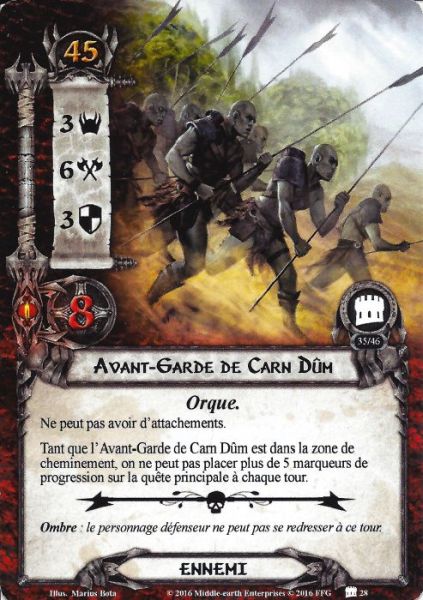 45
3
6
3
8
35/46
Avant-Garde de Carn Dûm
Orque.
Ne peut pas avoir d'attachements.
Tant que l'Avant-Garde de Carn Dûm est dans la zone de
cheminement, on ne peut pas placer plus de 5 marqueurs de
progression sur la quête principale à chaque tour.
Ombre : le personnage défenseur ne peut pas se redresser à ce tour.
ENNEMI
Illus. Marius Bota © 2016 Middle-earth Enterprises © 2016 FFG 28